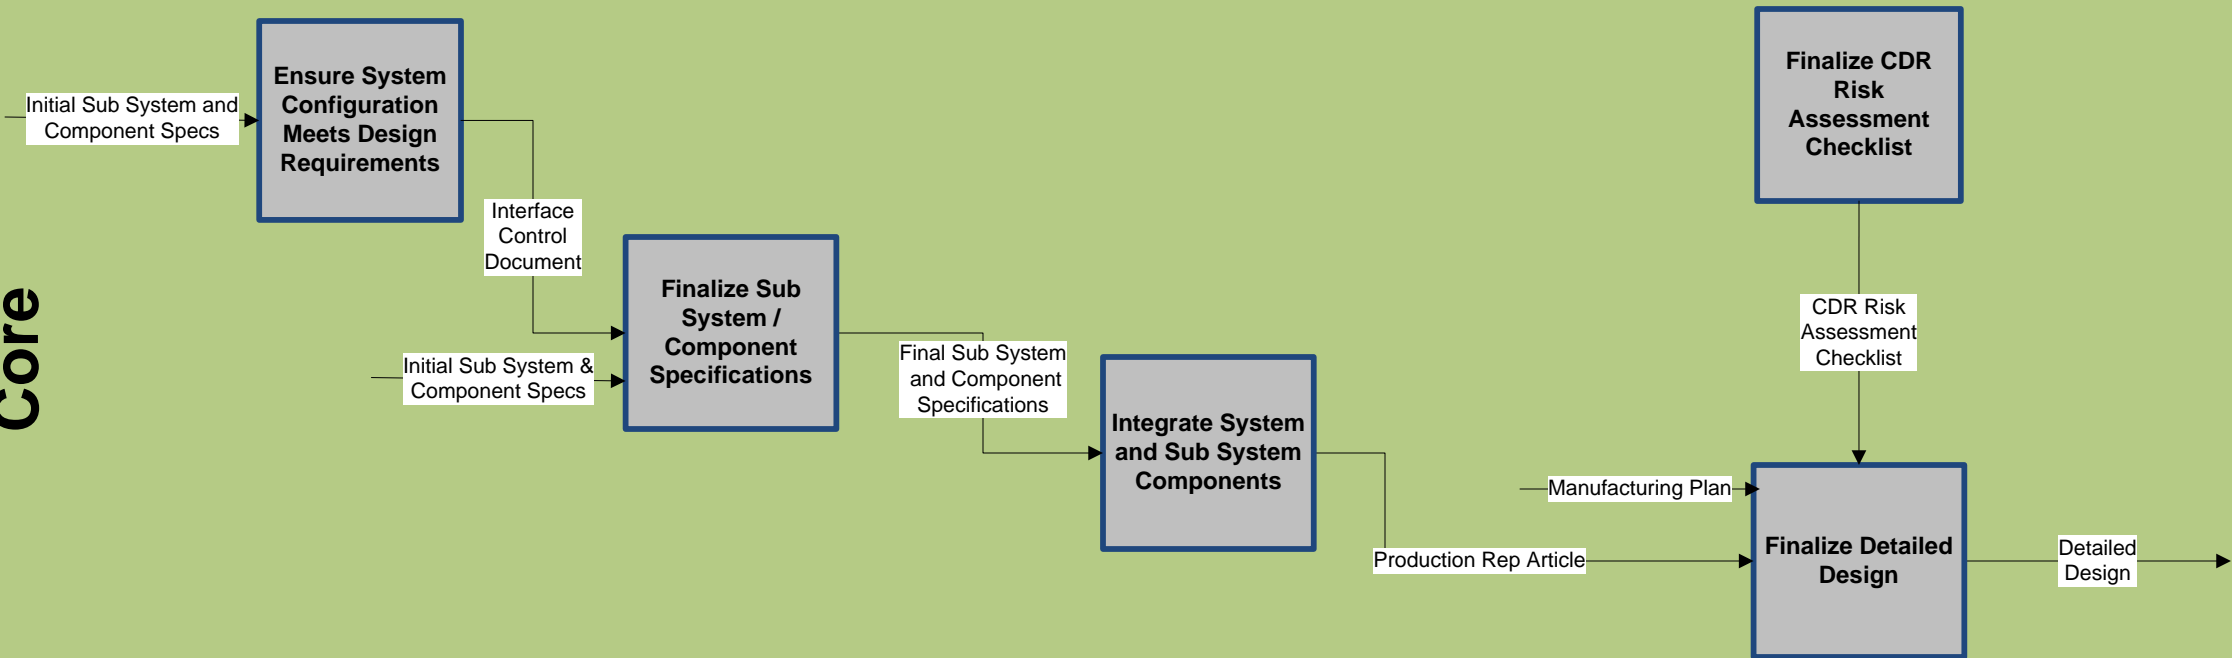 Core
Initial Sub System and
Component Specs
Ensure System
Configuration
Meets Design
Requirements
Interface
Control
Document
Initial Sub System &
Component Specs
Finalize Sub
System /
Component
Specifications
Final Sub System
and Component
Specifications
Integrate System
and Sub System
Components
Production Rep Article
Manufacturing Plan
Finalize CDR
Risk
Assessment
Checklist
CDR Risk
Assessment
Checklist
Finalize Detailed
Design
Detailed
Design